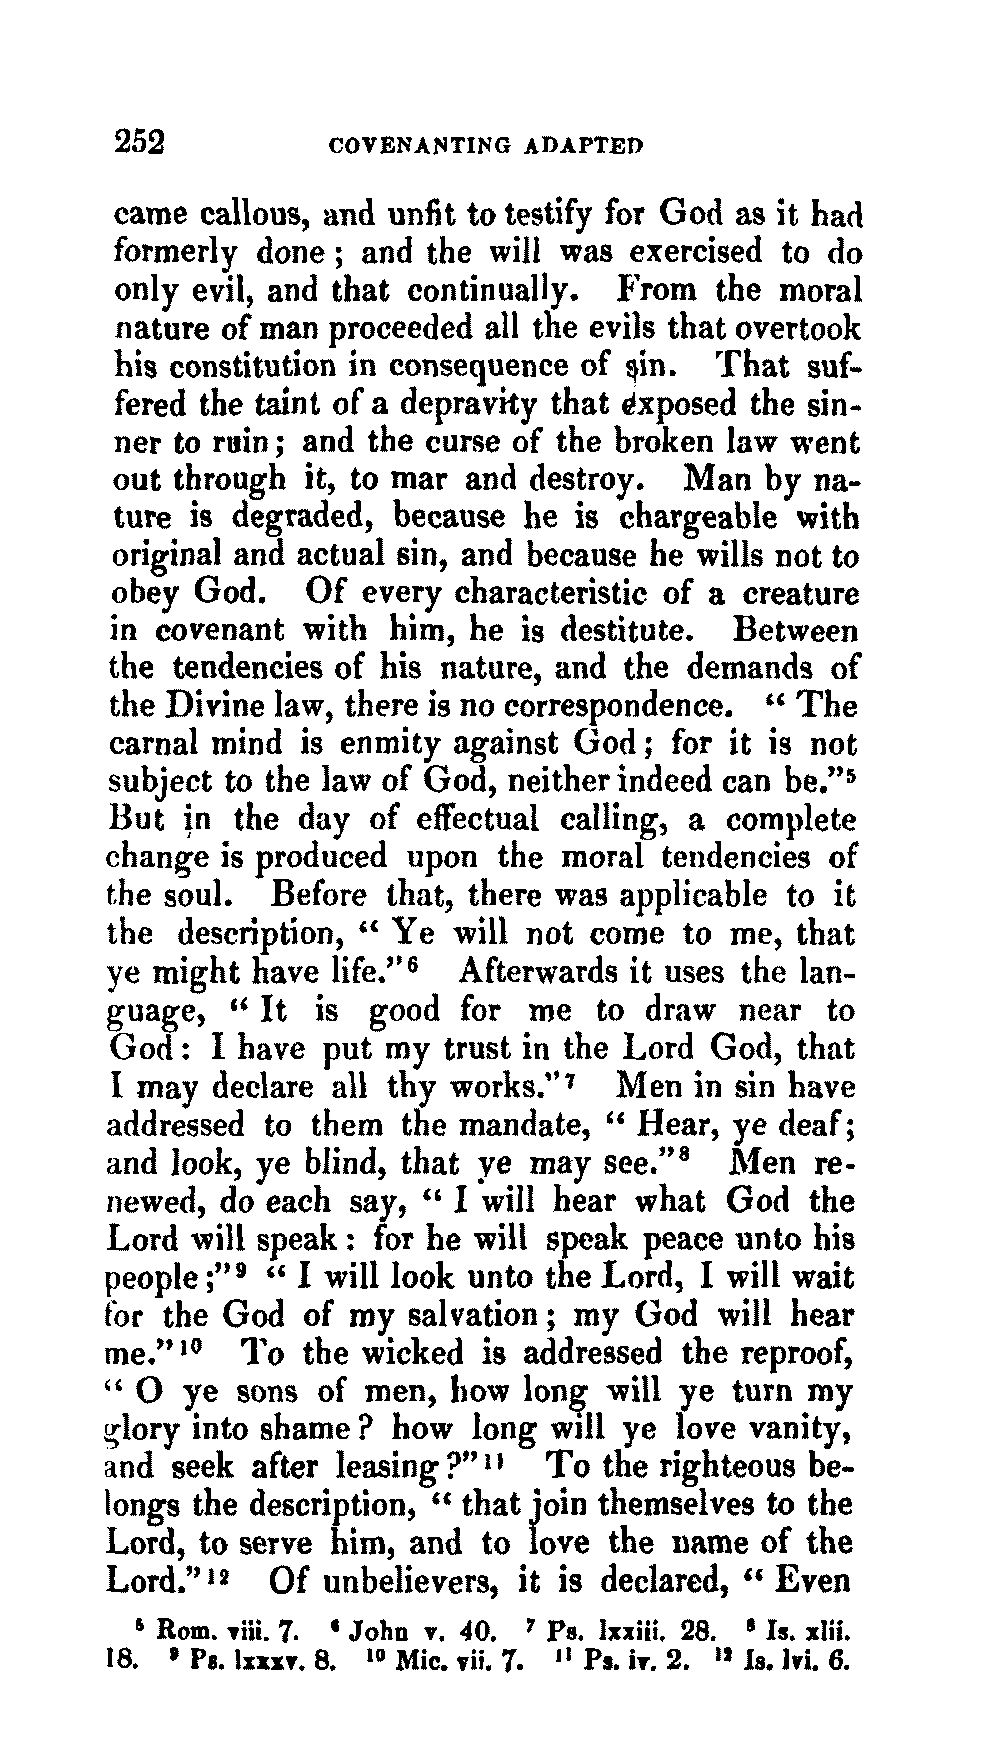 252 COVENANTING ADAPTED
came callous, and unfit to testify for God as it had
formerly done ; and the will was exercised to do
only evil, and that continually. From the moral
nature of man proceeded all the evils that overtook
his constitution in consequence of sin. That suf-
fered the taint of a depravity that exposed the sin-
ner to ruin ; and the curse of the broken law went
out through it, to mar and destroy. Man by na-
ture is degraded, because he is chargeable with
original and actual sin, and because he wills not to
obey God. Of every characteristic of a creature
in covenant with him, he is destitute. Between
the tendencies of his nature, and the demands of
the Divine law, there is no correspondence. “ The
carnal mind is enmity against God ; for it is not
subject to the law of God, neither indeed can be.”⁵
But in the day of effectual calling, a complete
change is produced upon the moral tendencies of
the soul. Before that, there was applicable to it
the description, “ Ye will not come to me, that
ye might have life.”⁶ Afterwards it uses the lan-
guage, “ It is good for me to draw near to
God : I have put my trust in the Lord God, that
I may declare all thy works.”⁷ Men in sin have
addressed to them the mandate, “ Hear, ye deaf ;
and look, ye blind, that ye may see.”⁸ Men re-
newed, do each say, “ I will hear what God the
Lord will speak : for he will speak peace unto his
people ;”⁹ “ I will look unto the Lord, I will wait
for the God of my salvation ; my God will hear
me.”¹⁰ To the wicked is addressed the reproof,
“ O ye sons of men, how long will ye turn my
glory into shame ? how long will ye love vanity,
and seek after leasing ?”¹¹ To the righteous be-
longs the description, “ that join themselves to the
Lord, to serve him, and to love the name of the
Lord.”¹² Of unbelievers, it is declared, “ Even
⁵ Rom. viii. 7. ⁶ John v. 40. ⁷ Ps. lxxiii. 28. ⁸ Is. xlii.
18. ⁹ Ps. lxxxv. 8. ¹⁰ Mic. vii. 7. ¹¹ Ps. iv. 2. ¹² Is. lvi. 6.